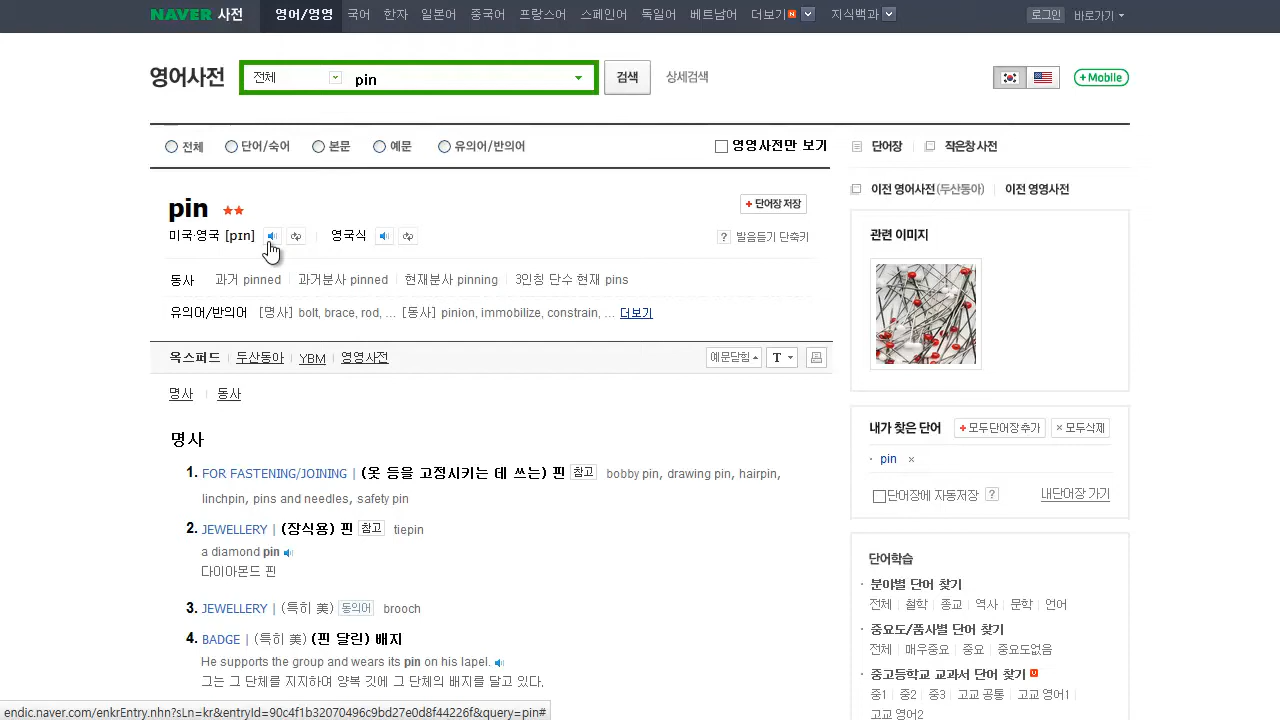 NAVER 사전 영어/영영 국어 한자 일본어 중국어 프랑스어 스페인어 독일어 베트남어 더보기 N 지식백과 로그인 바로가기
영어사전 전체 pin 검색 상세검색 +Mobile
전체 단어/숙어 본문 예문 유의어/반의어 영영사전만 보기
단어장 작은창 사전
이전 영어사전(두산동아) 이전 영영사전
pin ★★ + 단어장 저장
미국·영국 [pɪn] 영국식 ? 발음듣기 단축키
동사 과거 pinned 과거분사 pinned 현재분사 pinning 3인칭 단수 현재 pins
유의어/반의어 [명사] bolt, brace, rod, ... [동사] pinion, immobilize, constrain, ... 더보기
옥스퍼드 두산동아 YBM 영영사전 예문닫힘 T
명사 동사
명사
1. FOR FASTENING/JOINING | (옷 등을 고정시키는 데 쓰는) 핀 참고 bobby pin, drawing pin, hairpin,
linchpin, pins and needles, safety pin
2. JEWELLERY | (장식용) 핀 참고 tiepin
a diamond pin
다이아몬드 핀
3. JEWELLERY | (특히 美) 동의어 brooch
4. BADGE | (특히 美) (핀 달린) 배지
He supports the group and wears its pin on his lapel.
그는 그 단체를 지지하며 양복 깃에 그 단체의 배지를 달고 있다.
관련 이미지
내가 찾은 단어 +모두단어장추가 ×모두삭제
· pin ×
단어장에 자동저장 ? 내단어장 가기
단어학습
· 분야별 단어 찾기
전체 철학 종교 역사 문학 언어
· 중요도/품사별 단어 찾기
전체 매우중요 중요 중요도없음
· 중고등학교 교과서 단어 찾기 U
중1 중2 중3 고교 공통 고교 영어1
고교 영어2
endic.naver.com/enkrEntry.nhn?sLn=kr&entryId=90c4f1b32070496c9bd27e0d8f44226f&query=pin#